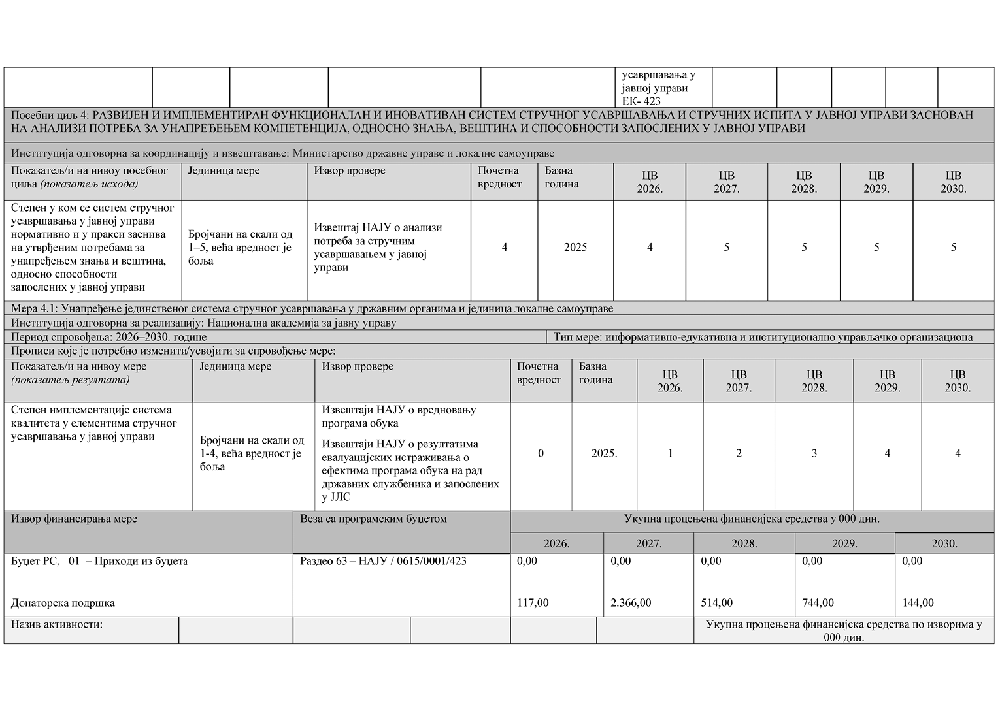 усавршавања у
јавној управи
ЕК- 423
Посебни циљ 4: РАЗВИЈЕН И ИМПЛЕМЕНТИРАН ФУНКЦИОНАЛАН И ИНОВАТИВАН СИСТЕМ СТРУЧНОГ УСАВРШАВАЊА И СТРУЧНИХ ИСПИТА У ЈАВНОЈ УПРАВИ ЗАСНОВАН
НА АНАЛИЗИ ПОТРЕБА ЗА УНАПРЕЂЕЊЕМ КОМПЕТЕНЦИЈА, ОДНОСНО ЗНАЊА, ВЕШТИНА И СПОСОБНОСТИ ЗАПОСЛЕНИХ У ЈАВНОЈ УПРАВИ
Институција одговорна за координацију и извештавање: Министарство државне управе и локалне самоуправе
Показатељ/и на нивоу посебног
циља (показатељ исхода)
Јединица мере
Извор провере
Почетна
вредност
Базна
година
ЦВ
2026.
ЦВ
2027.
ЦВ
2028.
ЦВ
2029.
ЦВ
2030.
Степен у ком се систем стручног
усавршавања у јавној управи
нормативно и у пракси заснива
на утврђеним потребама за
унапређењем знања и вештина,
односно способности
запослених у јавној управи
Бројчани на скали од
1–5, већа вредност је
боља
Извештај НАЈУ о анализи
потреба за стручним
усавршавањем у јавној
управи
4
2025
4
5
5
5
5
Мера 4.1: Унапређење јединственог система стручног усавршавања у државним органима и јединица локалне самоуправе
Институција одговорна за реализацију: Национална академија за јавну управу
Период спровођења: 2026–2030. године
Тип мере: информативно-едукативна и институционално управљачко организациона
Прописи које је потребно изменити/усвојити за спровођење мере:
Показатељ/и на нивоу мере
(показатељ резултата)
Јединица мере
Извор провере
Почетна
вредност
Базна
година
ЦВ
2026.
ЦВ
2027.
ЦВ
2028.
ЦВ
2029.
ЦВ
2030.
Степен имплементације система
квалитета у елементима стручног
усавршавања у јавној управи
Бројчани на скали од
1-4, већа вредност је
боља
Извештаји НАЈУ о вредновању
програма обука
Извештаји НАЈУ о резултатима
евалуацијских истраживања о
ефектима програма обука на рад
државних службеника и запослених
у ЈЛС
0
2025.
1
2
3
4
4
Извор финансирања мере
Веза са програмским буџетом
Укупна процењена финансијска средства у 000 дин.
2026.
2027.
2028.
2029.
2030.
Буџет РС, 01 – Приходи из буџета
Раздео 63 – НАЈУ / 0615/0001/423
0,00
0,00
0,00
0,00
0,00
Донаторска подршка
117,00
2.366,00
514,00
744,00
144,00
Назив активности:
Укупна процењена финансијска средства по изворима у
000 дин.